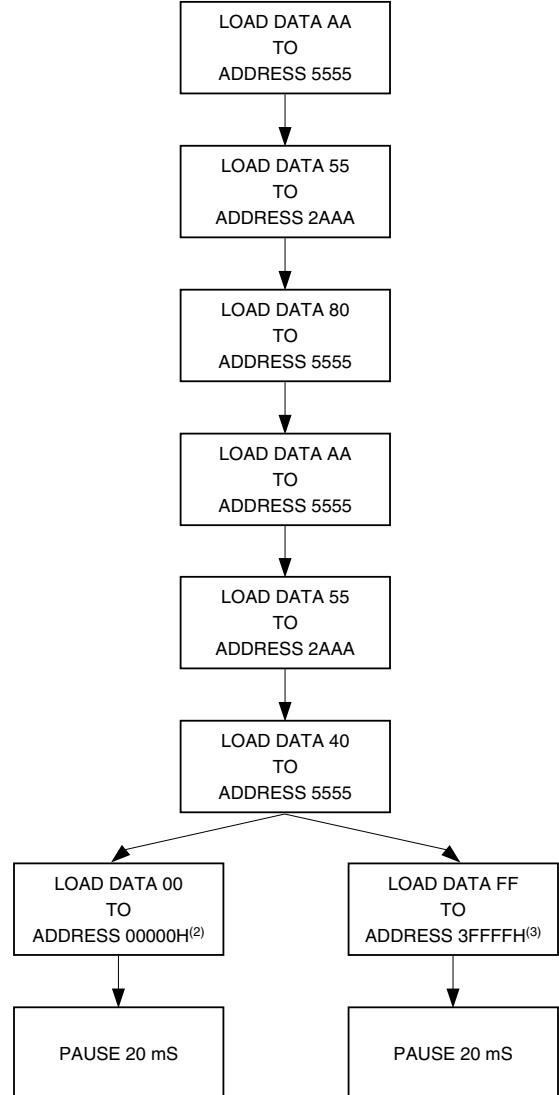 LOAD DATA AA
TO
ADDRESS 5555
LOAD DATA 55
TO
ADDRESS 2AAA
LOAD DATA 80
TO
ADDRESS 5555
LOAD DATA AA
TO
ADDRESS 5555
LOAD DATA 55
TO
ADDRESS 2AAA
LOAD DATA 40
TO
ADDRESS 5555
LOAD DATA 00
TO
ADDRESS 00000H(2)
LOAD DATA FF
TO
ADDRESS 3FFFFH(3)
PAUSE 20 mS
PAUSE 20 mS